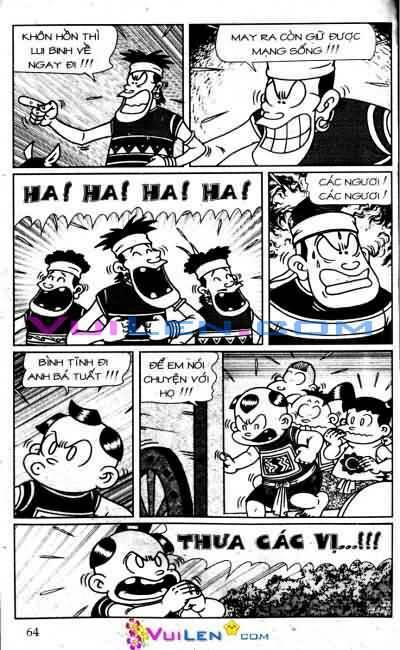 KHÔN HỒN THÌ
LUI BINH VỀ
NGAY ĐI !!!
MAY RA CÒN GIỮ ĐƯỢC
MẠNG SỐNG !!!
HA! HA! HA! HA!
CÁC NGƯƠI !
CÁC NGƯƠI !
VUILEN.COM
BÌNH TĨNH ĐI
ANH BÁ TUẤT !!!
ĐỂ EM NÓI
CHUYỆN VỚI
HỌ !!!
THƯA CÁC VỊ...!!!
64
VUILEN.COM